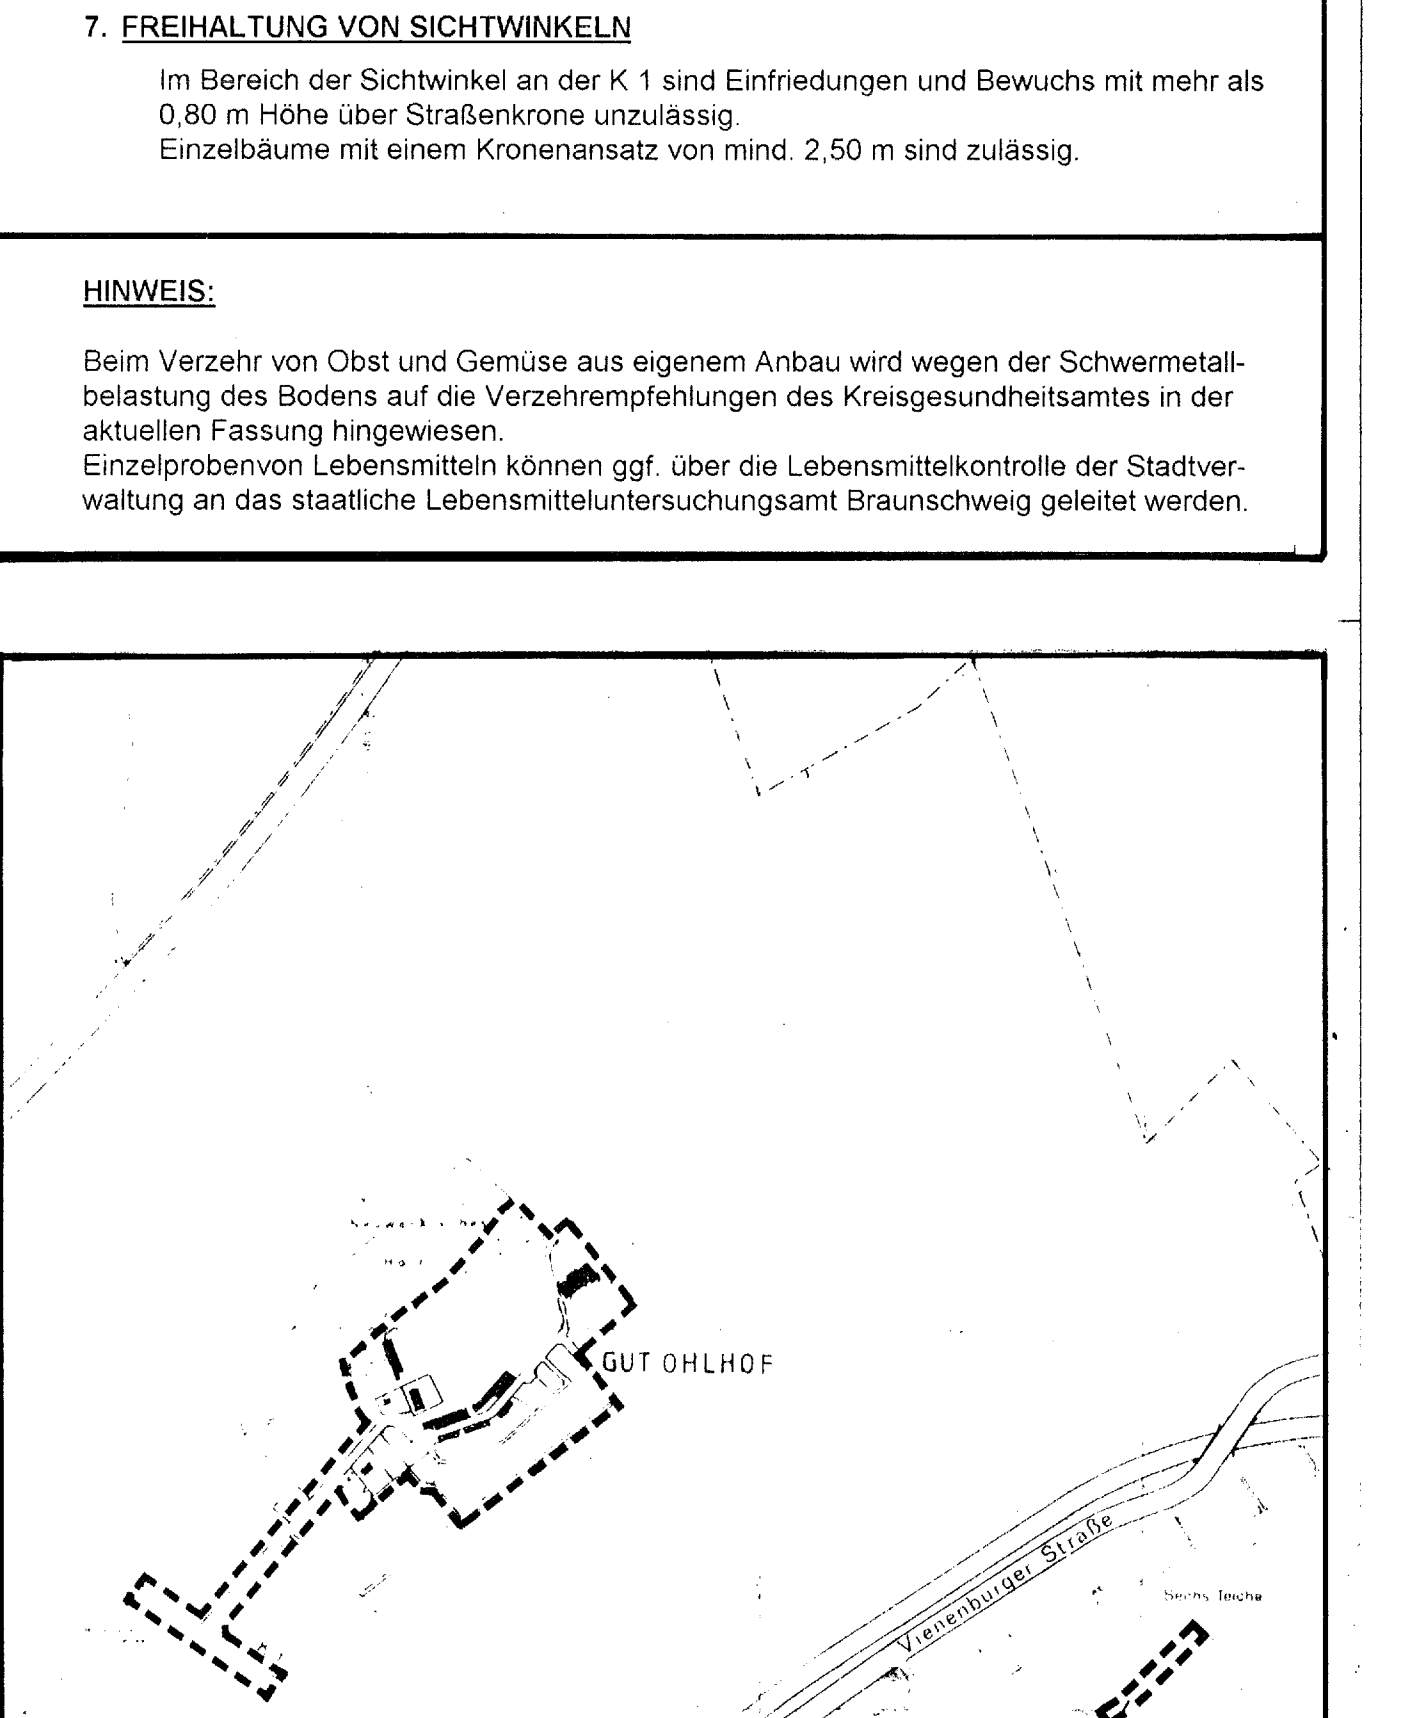 7. FREIHALTUNG VON SICHTWINKELN
Im Bereich der Sichtwinkel an der K 1 sind Einfriedungen und Bewuchs mit mehr als
0,80 m Höhe über Straßenkrone unzulässig.
Einzelbäume mit einem Kronenansatz von mind. 2,50 m sind zulässig.
HINWEIS:
Beim Verzehr von Obst und Gemüse aus eigenem Anbau wird wegen der Schwermetall-
belastung des Bodens auf die Verzehrempfehlungen des Kreisgesundheitsamtes in der
aktuellen Fassung hingewiesen.
Einzelprobenvon Lebensmitteln können ggf. über die Lebensmittelkontrolle der Stadtver-
waltung an das staatliche Lebensmitteluntersuchungsamt Braunschweig geleitet werden.
GUT OHLHOF
Vienenburger Straße
Sechs Teiche